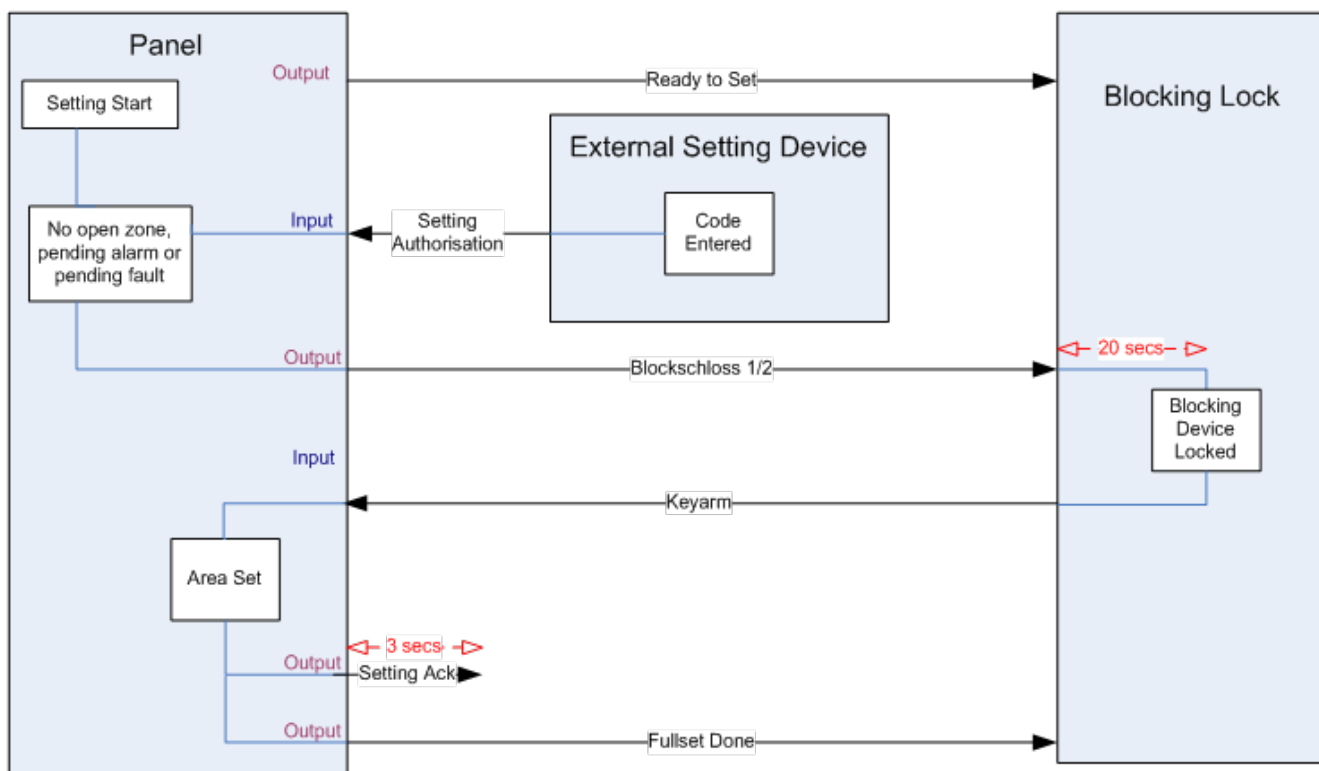 Panel
Output
Ready to Set
Blocking Lock
Setting Start
External Setting Device
Input
Setting
Authorisation
Code
Entered
No open zone,
pending alarm or
pending fault
Output
Blockschloss 1/2
20 secs
Blocking
Device
Locked
Input
Keyarm
Area Set
3 secs
Output
Setting Ack
Output
Fullset Done